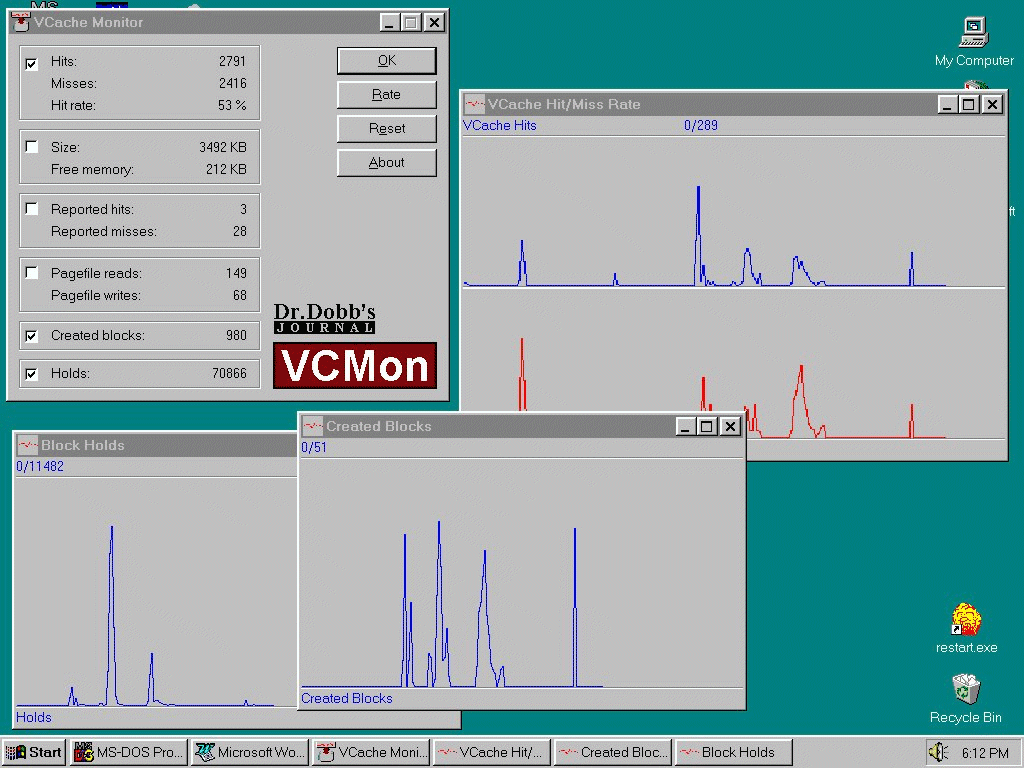 MS
VCache Monitor
Hits: 2791
Misses: 2416
Hit rate: 53 %
Size: 3492 KB
Free memory: 212 KB
Reported hits: 3
Reported misses: 28
Pagefile reads: 149
Pagefile writes: 68
Created blocks: 980
Holds: 70866
OK
Rate
Reset
About
Dr.Dobb's
JOURNAL
VCMon
My Computer
VCache Hit/Miss Rate
VCache Hits 0/289
ft
Block Holds
0/11482
Holds
Created Blocks
0/51
Created Blocks
restart.exe
Recycle Bin
Start
MS-DOS Pro...
Microsoft Wo...
VCache Moni...
VCache Hit/...
Created Bloc...
Block Holds
6:12 PM